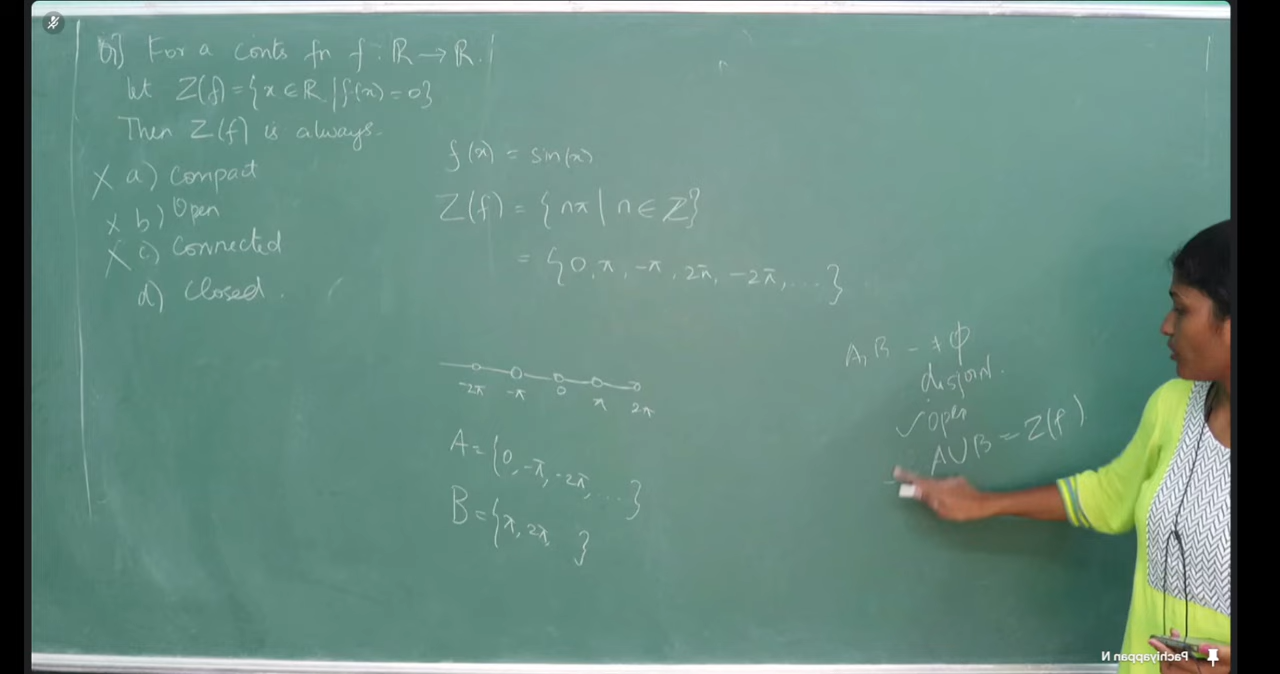 Q1] For a conts fn f : ℝ → ℝ.
let Z(f) = {x ∈ ℝ | f(x) = 0}
Then Z(f) is always.
X a) Compact
X b) Open
X c) Connected
d) Closed.
f(x) = sin(x)
Z(f) = {nπ | n ∈ Z}
= {0, π, -π, 2π, -2π, ...}
-2π -π 0 π 2π
A = {0, -π, -2π, ...}
B = {π, 2π, }
A, B - ≠ φ
disjoint.
✓ open
A ∪ B = Z(f)
Pachiyappan N